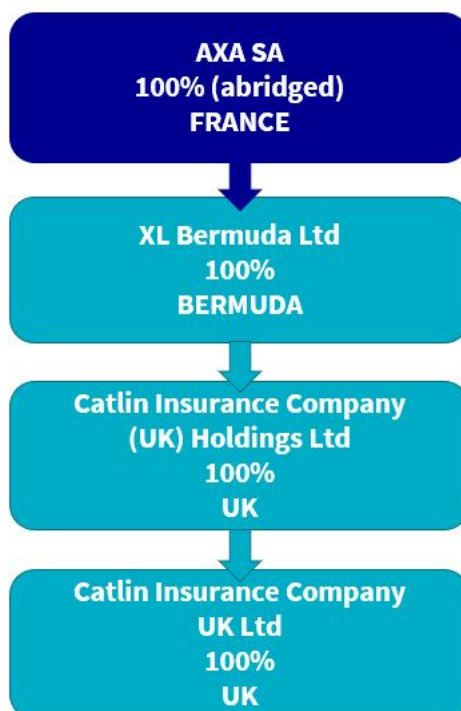 AXA SA
100% (abridged)
FRANCE
XL Bermuda Ltd
100%
BERMUDA
Catlin Insurance Company
(UK) Holdings Ltd
100%
UK
Catlin Insurance Company
UK Ltd
100%
UK